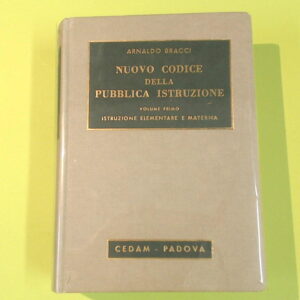 ARNALDO BRACCI
NUOVO CODICE
DELLA
PUBBLICA ISTRUZIONE
VOLUME PRIMO
ISTRUZIONE ELEMENTARE E MATERNA
CEDAM - PADOVA